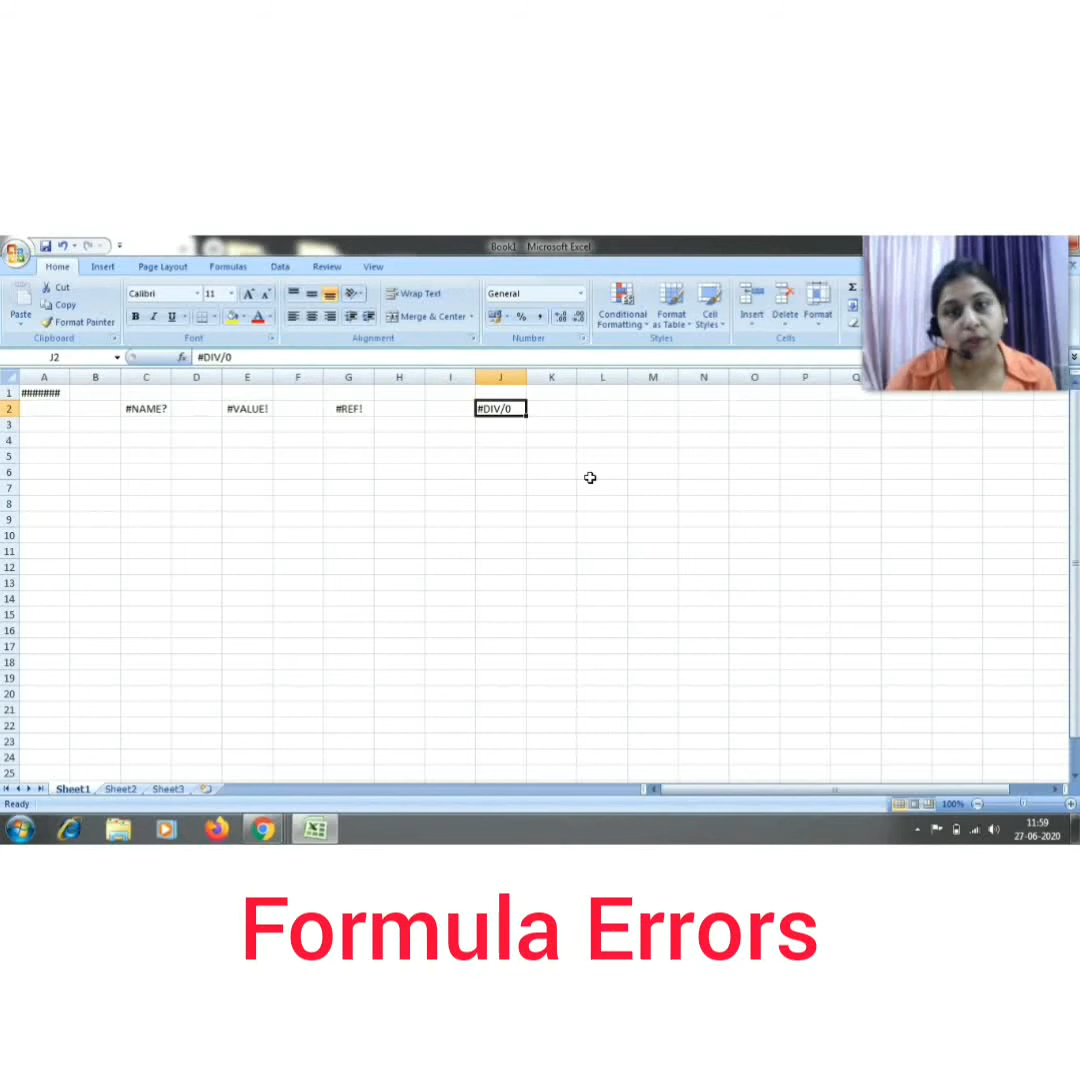 Book1 - Microsoft Excel
Home Insert Page Layout Formulas Data Review View
Cut
Copy
Format Painter
Paste
Calibri 11 A A
B I U A
Wrap Text
Merge & Center
General
% ,
Conditional Formatting
Format as Table
Cell Styles
Insert Delete Format
Σ
Clipboard Font Alignment Number Styles Cells
J2 fx #DIV/0
A B C D E F G H I J K L M N O P Q
1 #######
2 #NAME? #VALUE! #REF! #DIV/0
3
4
5
6
7
8
9
10
11
12
13
14
15
16
17
18
19
20
21
22
23
24
25
Sheet1 Sheet2 Sheet3
Ready 100%
11:59
27-06-2020
Formula Errors